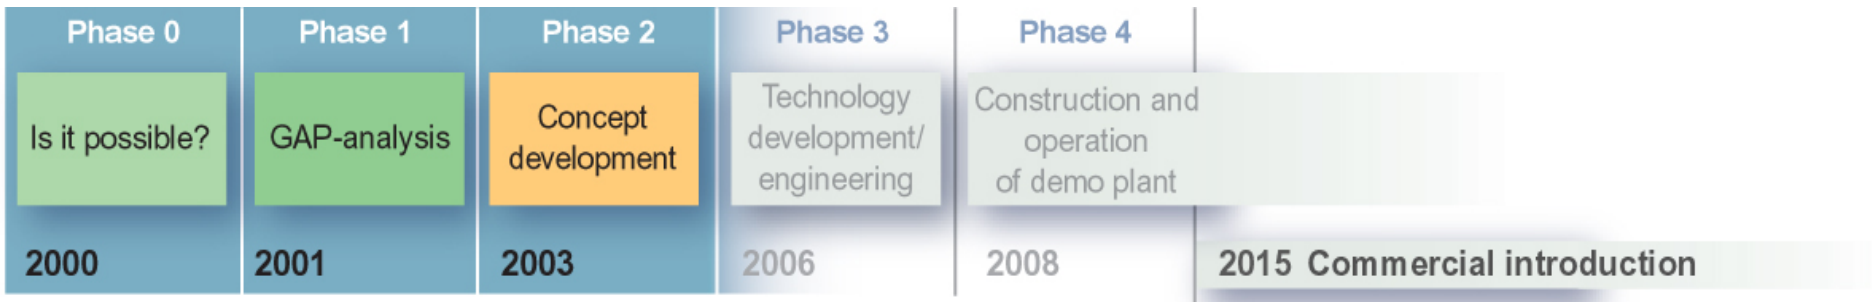 Phase 0
Phase 1
Phase 2
Phase 3
Phase 4
Is it possible?
GAP-analysis
Concept
development
Technology
development/
engineering
Construction and
operation
of demo plant
2000
2001
2003
2006
2008
2015 Commercial introduction